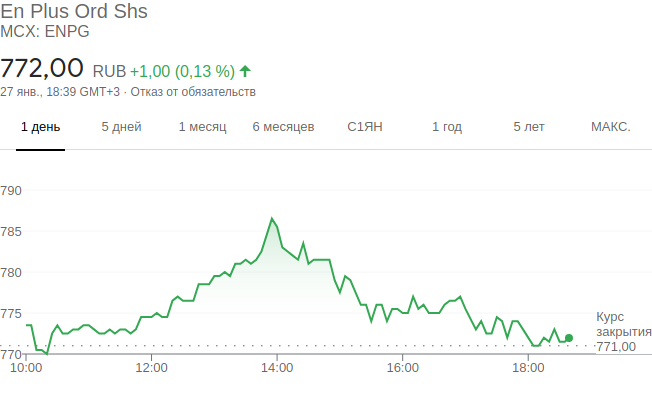 En Plus Ord Shs
MCX: ENPG
772,00 RUB +1,00 (0,13 %)
27 янв., 18:39 GMT+3 · Отказ от обязательств
1 день 5 дней 1 месяц 6 месяцев С1ЯН 1 год 5 лет МАКС.
790
785
780
775
770
Курс
закрытия
771,00
10:00 12:00 14:00 16:00 18:00